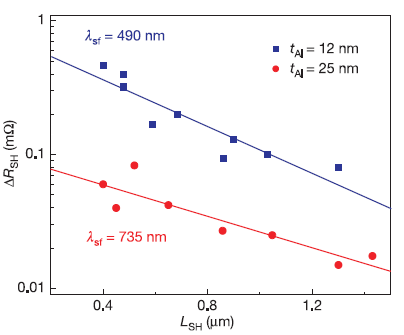 1
λsf = 490 nm
tAl = 12 nm
tAl = 25 nm
0.1
ΔRSH (mΩ)
λsf = 735 nm
0.01
0.4 0.8 1.2
LSH (μm)